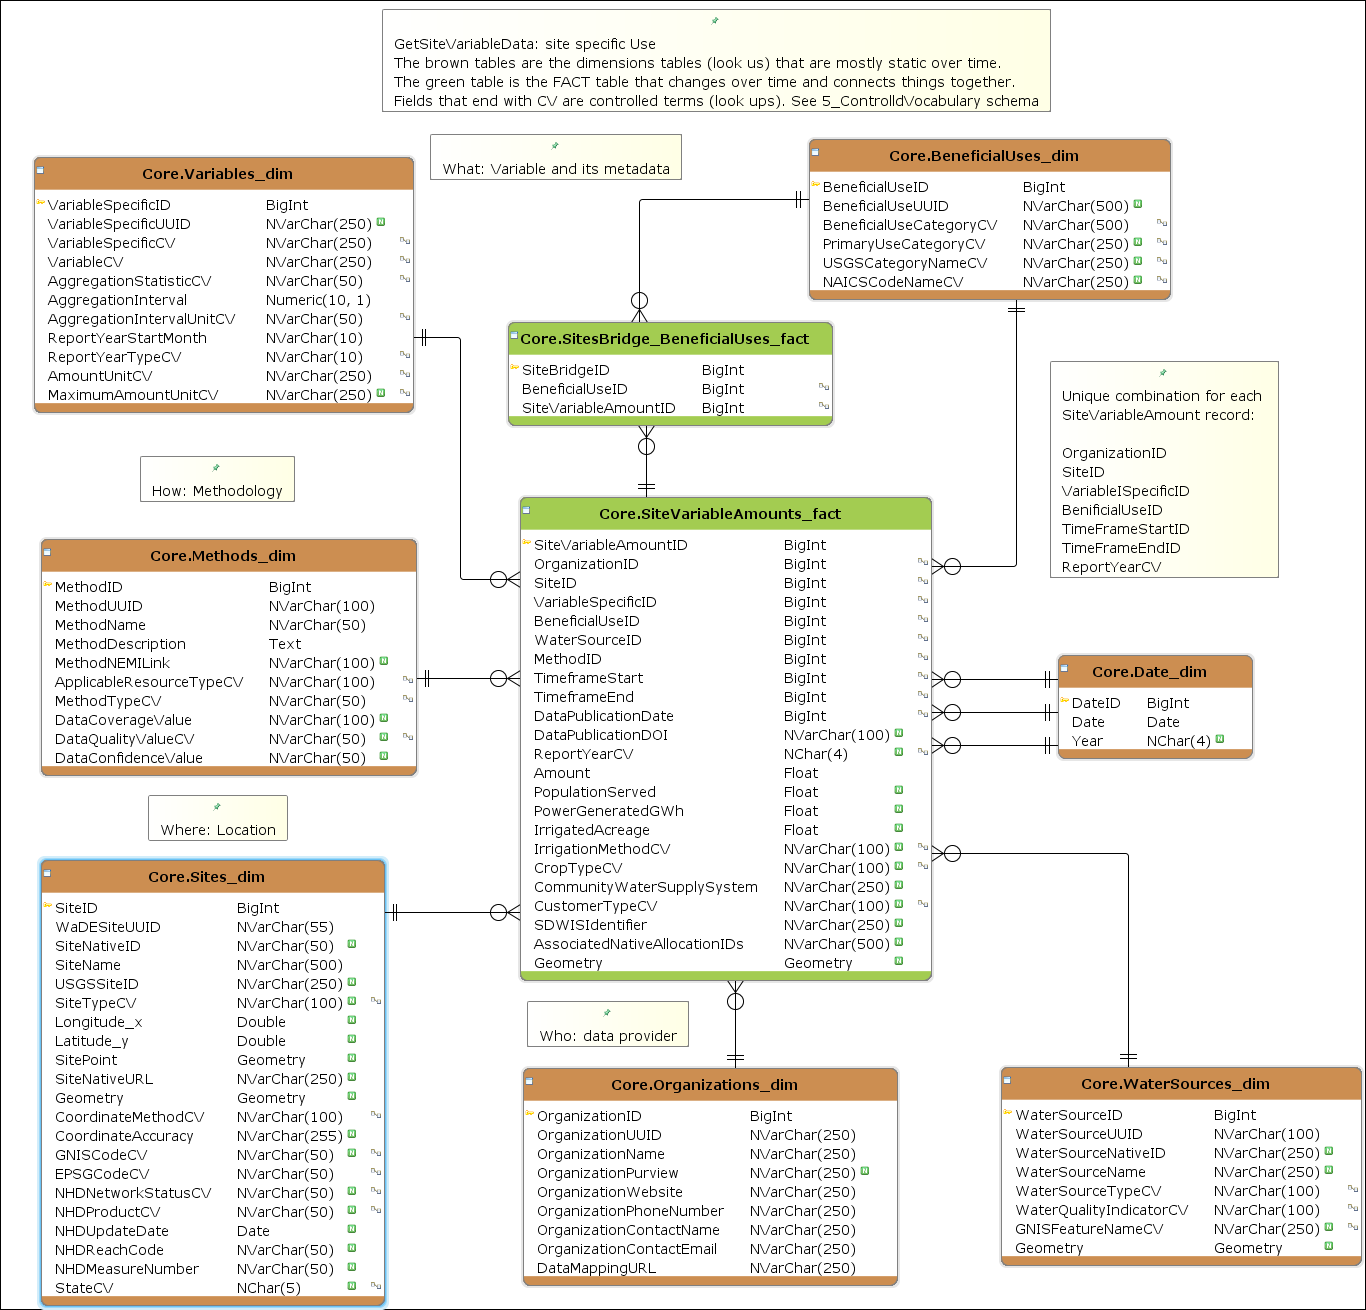 GetSiteVariableData: site specific Use
The brown tables are the dimensions tables (look us) that are mostly static over time.
The green table is the FACT table that changes over time and connects things together.
Fields that end with CV are controlled terms (look ups). See 5_ControlldVocabulary schema
What: Variable and its metadata
Core.Variables_dim
VariableSpecificID BigInt
VariableSpecificUUID NVarChar(250) N
VariableSpecificCV NVarChar(250)
VariableCV NVarChar(250)
AggregationStatisticCV NVarChar(50)
AggregationInterval Numeric(10, 1)
AggregationIntervalUnitCV NVarChar(50)
ReportYearStartMonth NVarChar(10)
ReportYearTypeCV NVarChar(10)
AmountUnitCV NVarChar(250)
MaximumAmountUnitCV NVarChar(250) N
Core.BeneficialUses_dim
BeneficialUseID BigInt
BeneficialUseUUID NVarChar(500) N
BeneficialUseCategoryCV NVarChar(500)
PrimaryUseCategoryCV NVarChar(250) N
USGSCategoryNameCV NVarChar(250) N
NAICSCodeNameCV NVarChar(250) N
Core.SitesBridge_BeneficialUses_fact
SiteBridgeID BigInt
BeneficialUseID BigInt
SiteVariableAmountID BigInt
Unique combination for each
SiteVariableAmount record:
OrganizationID
SiteID
VariableISpecificID
BenificialUseID
TimeFrameStartID
TimeFrameEndID
ReportYearCV
How: Methodology
Core.Methods_dim
MethodID BigInt
MethodUUID NVarChar(100)
MethodName NVarChar(50)
MethodDescription Text
MethodNEMILink NVarChar(100) N
ApplicableResourceTypeCV NVarChar(100)
MethodTypeCV NVarChar(50)
DataCoverageValue NVarChar(100) N
DataQualityValueCV NVarChar(50) N
DataConfidenceValue NVarChar(50) N
Core.SiteVariableAmounts_fact
SiteVariableAmountID BigInt
OrganizationID BigInt
SiteID BigInt
VariableSpecificID BigInt
BeneficialUseID BigInt
WaterSourceID BigInt
MethodID BigInt
TimeframeStart BigInt
TimeframeEnd BigInt
DataPublicationDate BigInt
DataPublicationDOI NVarChar(100) N
ReportYearCV NChar(4) N
Amount Float
PopulationServed Float N
PowerGeneratedGWh Float N
IrrigatedAcreage Float N
IrrigationMethodCV NVarChar(100) N
CropTypeCV NVarChar(100) N
CommunityWaterSupplySystem NVarChar(250) N
CustomerTypeCV NVarChar(100) N
SDWISIdentifier NVarChar(250) N
AssociatedNativeAllocationIDs NVarChar(500) N
Geometry Geometry N
Core.Date_dim
DateID BigInt
Date Date
Year NChar(4) N
Where: Location
Core.Sites_dim
SiteID BigInt
WaDESiteUUID NVarChar(55)
SiteNativeID NVarChar(50) N
SiteName NVarChar(500)
USGSSiteID NVarChar(250) N
SiteTypeCV NVarChar(100) N
Longitude_x Double N
Latitude_y Double N
SitePoint Geometry N
SiteNativeURL NVarChar(250) N
Geometry Geometry N
CoordinateMethodCV NVarChar(100)
CoordinateAccuracy NVarChar(255) N
GNISCodeCV NVarChar(50) N
EPSGCodeCV NVarChar(50)
NHDNetworkStatusCV NVarChar(50) N
NHDProductCV NVarChar(50) N
NHDUpdateDate Date N
NHDReachCode NVarChar(50) N
NHDMeasureNumber NVarChar(50) N
StateCV NChar(5) N
Who: data provider
Core.Organizations_dim
OrganizationID BigInt
OrganizationUUID NVarChar(250)
OrganizationName NVarChar(250)
OrganizationPurview NVarChar(250) N
OrganizationWebsite NVarChar(250)
OrganizationPhoneNumber NVarChar(250)
OrganizationContactName NVarChar(250)
OrganizationContactEmail NVarChar(250)
DataMappingURL NVarChar(250)
Core.WaterSources_dim
WaterSourceID BigInt
WaterSourceUUID NVarChar(100)
WaterSourceNativeID NVarChar(250) N
WaterSourceName NVarChar(250) N
WaterSourceTypeCV NVarChar(100)
WaterQualityIndicatorCV NVarChar(100)
GNISFeatureNameCV NVarChar(250) N
Geometry Geometry N